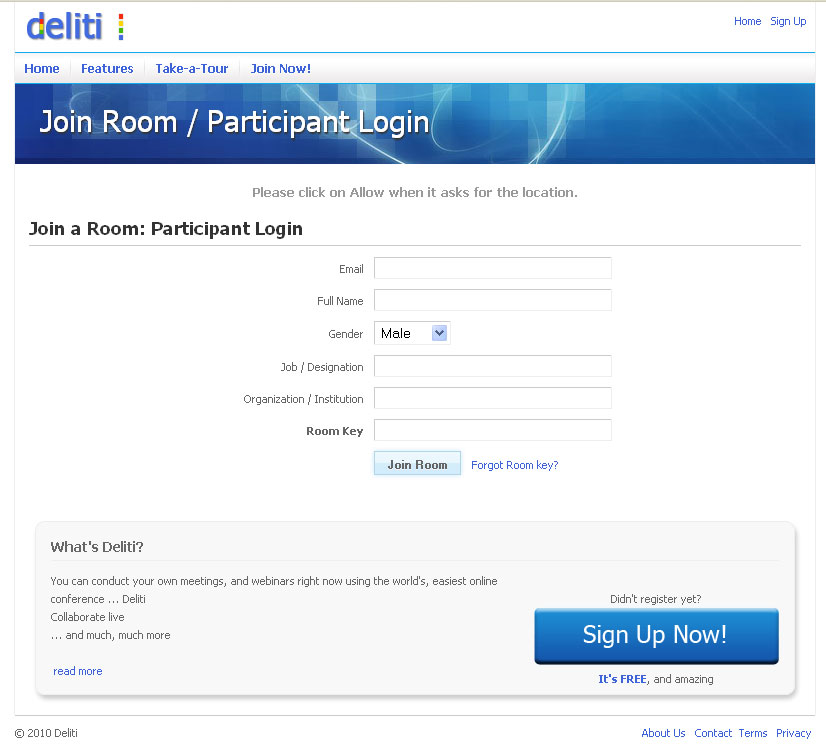 deliti
Home Sign Up
Home Features Take-a-Tour Join Now!
Join Room / Participant Login
Please click on Allow when it asks for the location.
Join a Room: Participant Login
Email
Full Name
Gender Male
Job / Designation
Organization / Institution
Room Key
Join Room Forgot Room key?
What's Deliti?
You can conduct your own meetings, and webinars right now using the world's, easiest online
conference ... Deliti
Collaborate live
... and much, much more
read more
Didn't register yet?
Sign Up Now!
It's FREE, and amazing
© 2010 Deliti
About Us Contact Terms Privacy